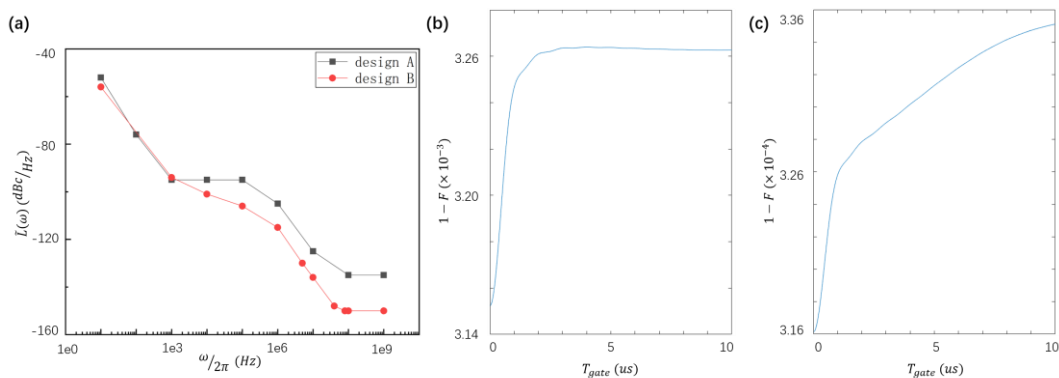 (a)
-40
-80
-120
-160
L(ω) (dBc/Hz)
design A
design B
1e0
1e3
1e6
1e9
ω/2π (Hz)
(b)
3.26
3.20
3.14
1 − F (× 10⁻³)
0
5
10
T_gate (us)
(c)
3.36
3.26
3.16
1 − F (× 10⁻⁴)
0
5
10
T_gate (us)